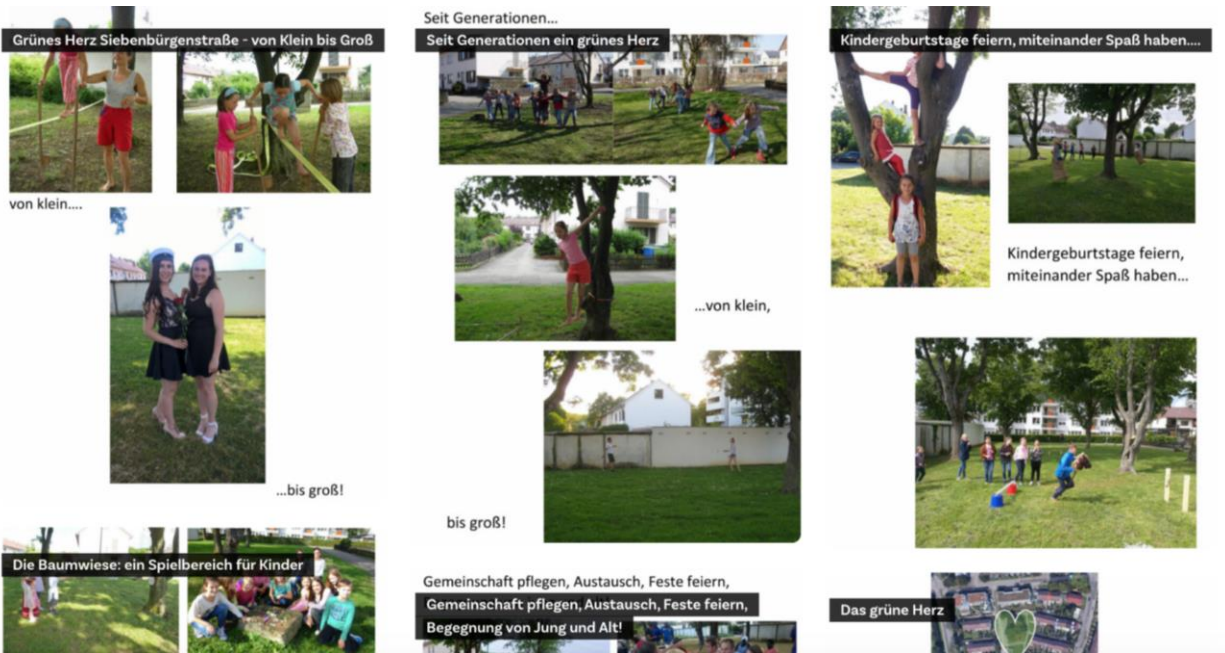 Grünes Herz Siebenbürgenstraße - von Klein bis Groß
von klein....
...bis groß!
Die Baumwiese: ein Spielbereich für Kinder
Seit Generationen...
Seit Generationen ein grünes Herz
...von klein,
bis groß!
Gemeinschaft pflegen, Austausch, Feste feiern,
Gemeinschaft pflegen, Austausch, Feste feiern,
Begegnung von Jung und Alt!
Kindergeburtstage feiern, miteinander Spaß haben....
Kindergeburtstage feiern,
miteinander Spaß haben...
Das grüne Herz